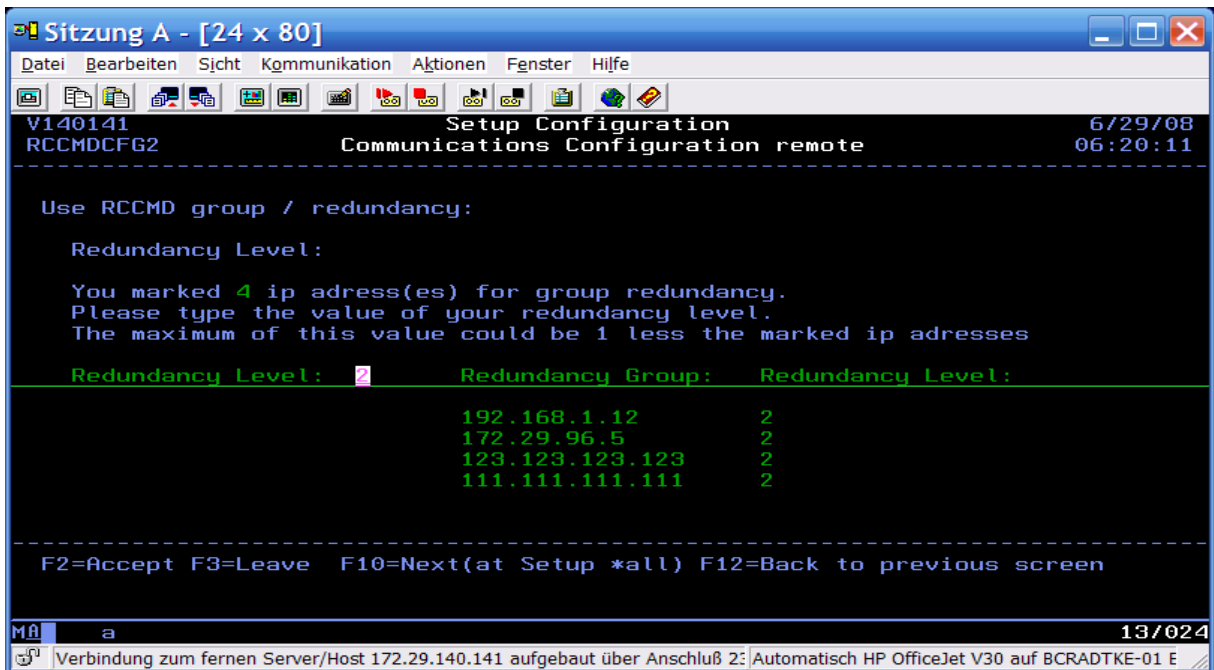 Sitzung A - [24 x 80]
Datei Bearbeiten Sicht Kommunikation Aktionen Fenster Hilfe
V140141 Setup Configuration 6/29/08
RCCMDCFG2 Communications Configuration remote 06:20:11
Use RCCMD group / redundancy:
Redundancy Level:
You marked 4 ip adress(es) for group redundancy.
Please type the value of your redundancy level.
The maximum of this value could be 1 less the marked ip adresses
Redundancy Level: 2 Redundancy Group: Redundancy Level:
192.168.1.12 2
172.29.96.5 2
123.123.123.123 2
111.111.111.111 2
F2=Accept F3=Leave F10=Next(at Setup *all) F12=Back to previous screen
MA a 13/024
Verbindung zum fernen Server/Host 172.29.140.141 aufgebaut über Anschluß 23 Automatisch HP OfficeJet V30 auf BCRADTKE-01 E